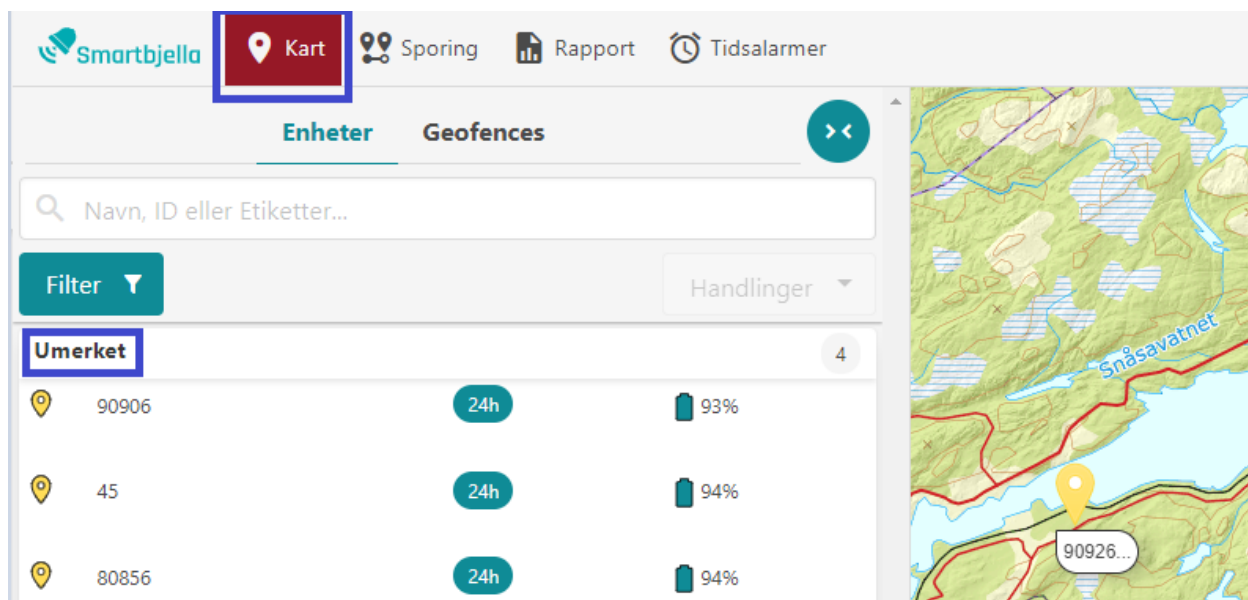 Smartbjella Kart Sporing Rapport Tidsalarmer
Enheter Geofences
Navn, ID eller Etiketter...
Filter Handlinger
Umerket 4
90906 24h 93%
45 24h 94%
80856 24h 94%
Snåsavatnet
90926...